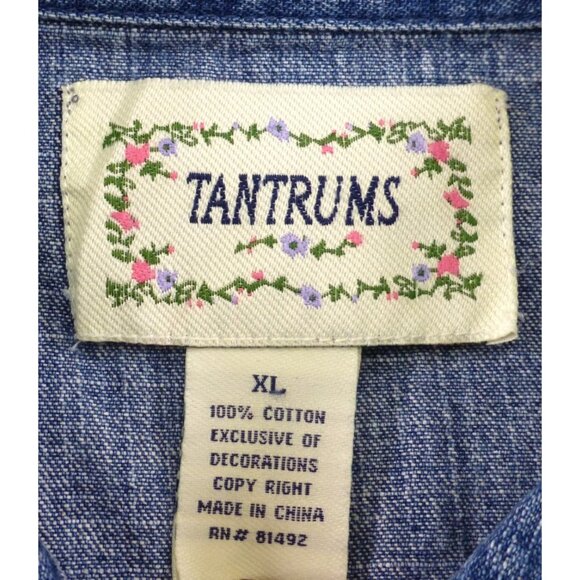 TANTRUMS
XL
100% COTTON
EXCLUSIVE OF
DECORATIONS
COPY RIGHT
MADE IN CHINA
RN# 81492